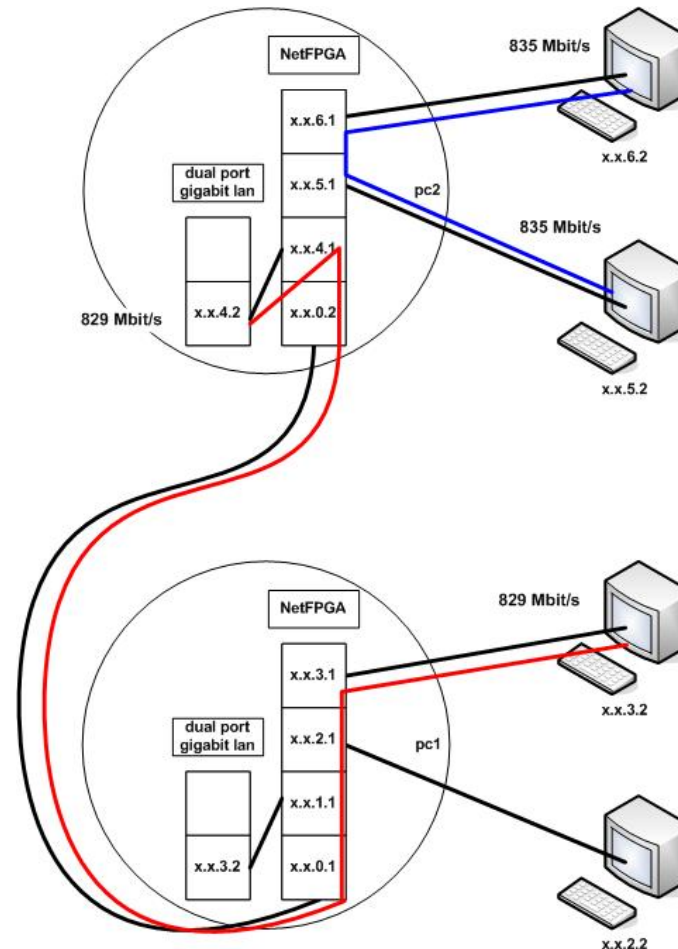 835 Mbit/s
NetFPGA
x.x.6.1
x.x.6.2
dual port
gigabit lan
x.x.5.1
pc2
x.x.4.1
835 Mbit/s
829 Mbit/s
x.x.4.2
x.x.0.2
x.x.5.2
NetFPGA
829 Mbit/s
x.x.3.1
x.x.3.2
dual port
gigabit lan
x.x.2.1
pc1
x.x.1.1
x.x.3.2
x.x.0.1
x.x.2.2